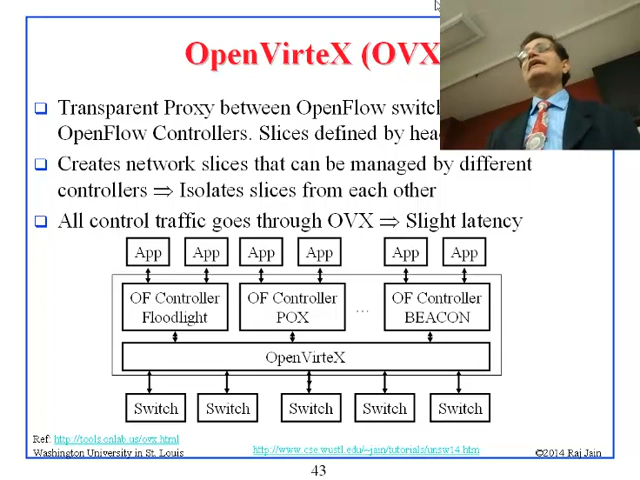 OpenVirteX (OVX
❑ Transparent Proxy between OpenFlow switch
OpenFlow Controllers. Slices defined by hea
❑ Creates network slices that can be managed by different
controllers ⇒ Isolates slices from each other
❑ All control traffic goes through OVX ⇒ Slight latency
App App App App App App
OF Controller OF Controller OF Controller
Floodlight POX ... BEACON
OpenVirteX
Switch Switch Switch Switch Switch
Ref: http://tools.onlab.us/ovx.html
Washington University in St. Louis http://www.cse.wustl.edu/~jain/tutorials/unsw14.htm ©2014 Raj Jain
43